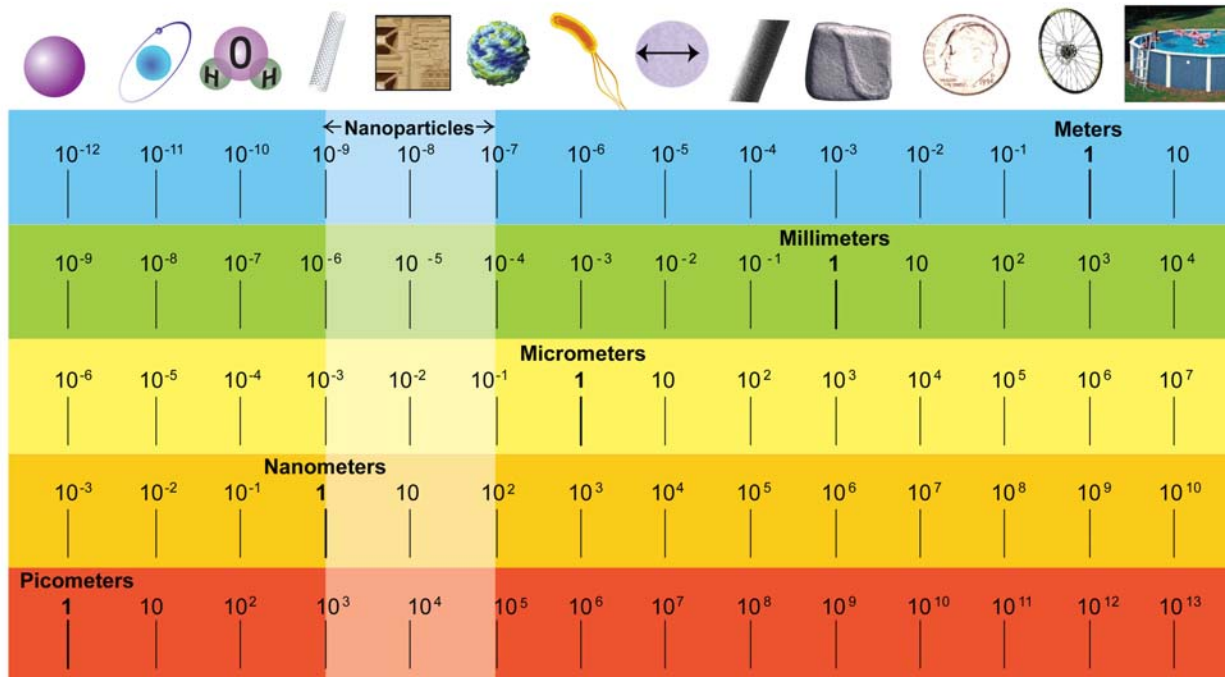 H O H
←Nanoparticles→
Meters
10⁻¹² 10⁻¹¹ 10⁻¹⁰ 10⁻⁹ 10⁻⁸ 10⁻⁷ 10⁻⁶ 10⁻⁵ 10⁻⁴ 10⁻³ 10⁻² 10⁻¹ 1 10
Millimeters
10⁻⁹ 10⁻⁸ 10⁻⁷ 10⁻⁶ 10⁻⁵ 10⁻⁴ 10⁻³ 10⁻² 10⁻¹ 1 10 10² 10³ 10⁴
Micrometers
10⁻⁶ 10⁻⁵ 10⁻⁴ 10⁻³ 10⁻² 10⁻¹ 1 10 10² 10³ 10⁴ 10⁵ 10⁶ 10⁷
Nanometers
10⁻³ 10⁻² 10⁻¹ 1 10 10² 10³ 10⁴ 10⁵ 10⁶ 10⁷ 10⁸ 10⁹ 10¹⁰
Picometers
1 10 10² 10³ 10⁴ 10⁵ 10⁶ 10⁷ 10⁸ 10⁹ 10¹⁰ 10¹¹ 10¹² 10¹³